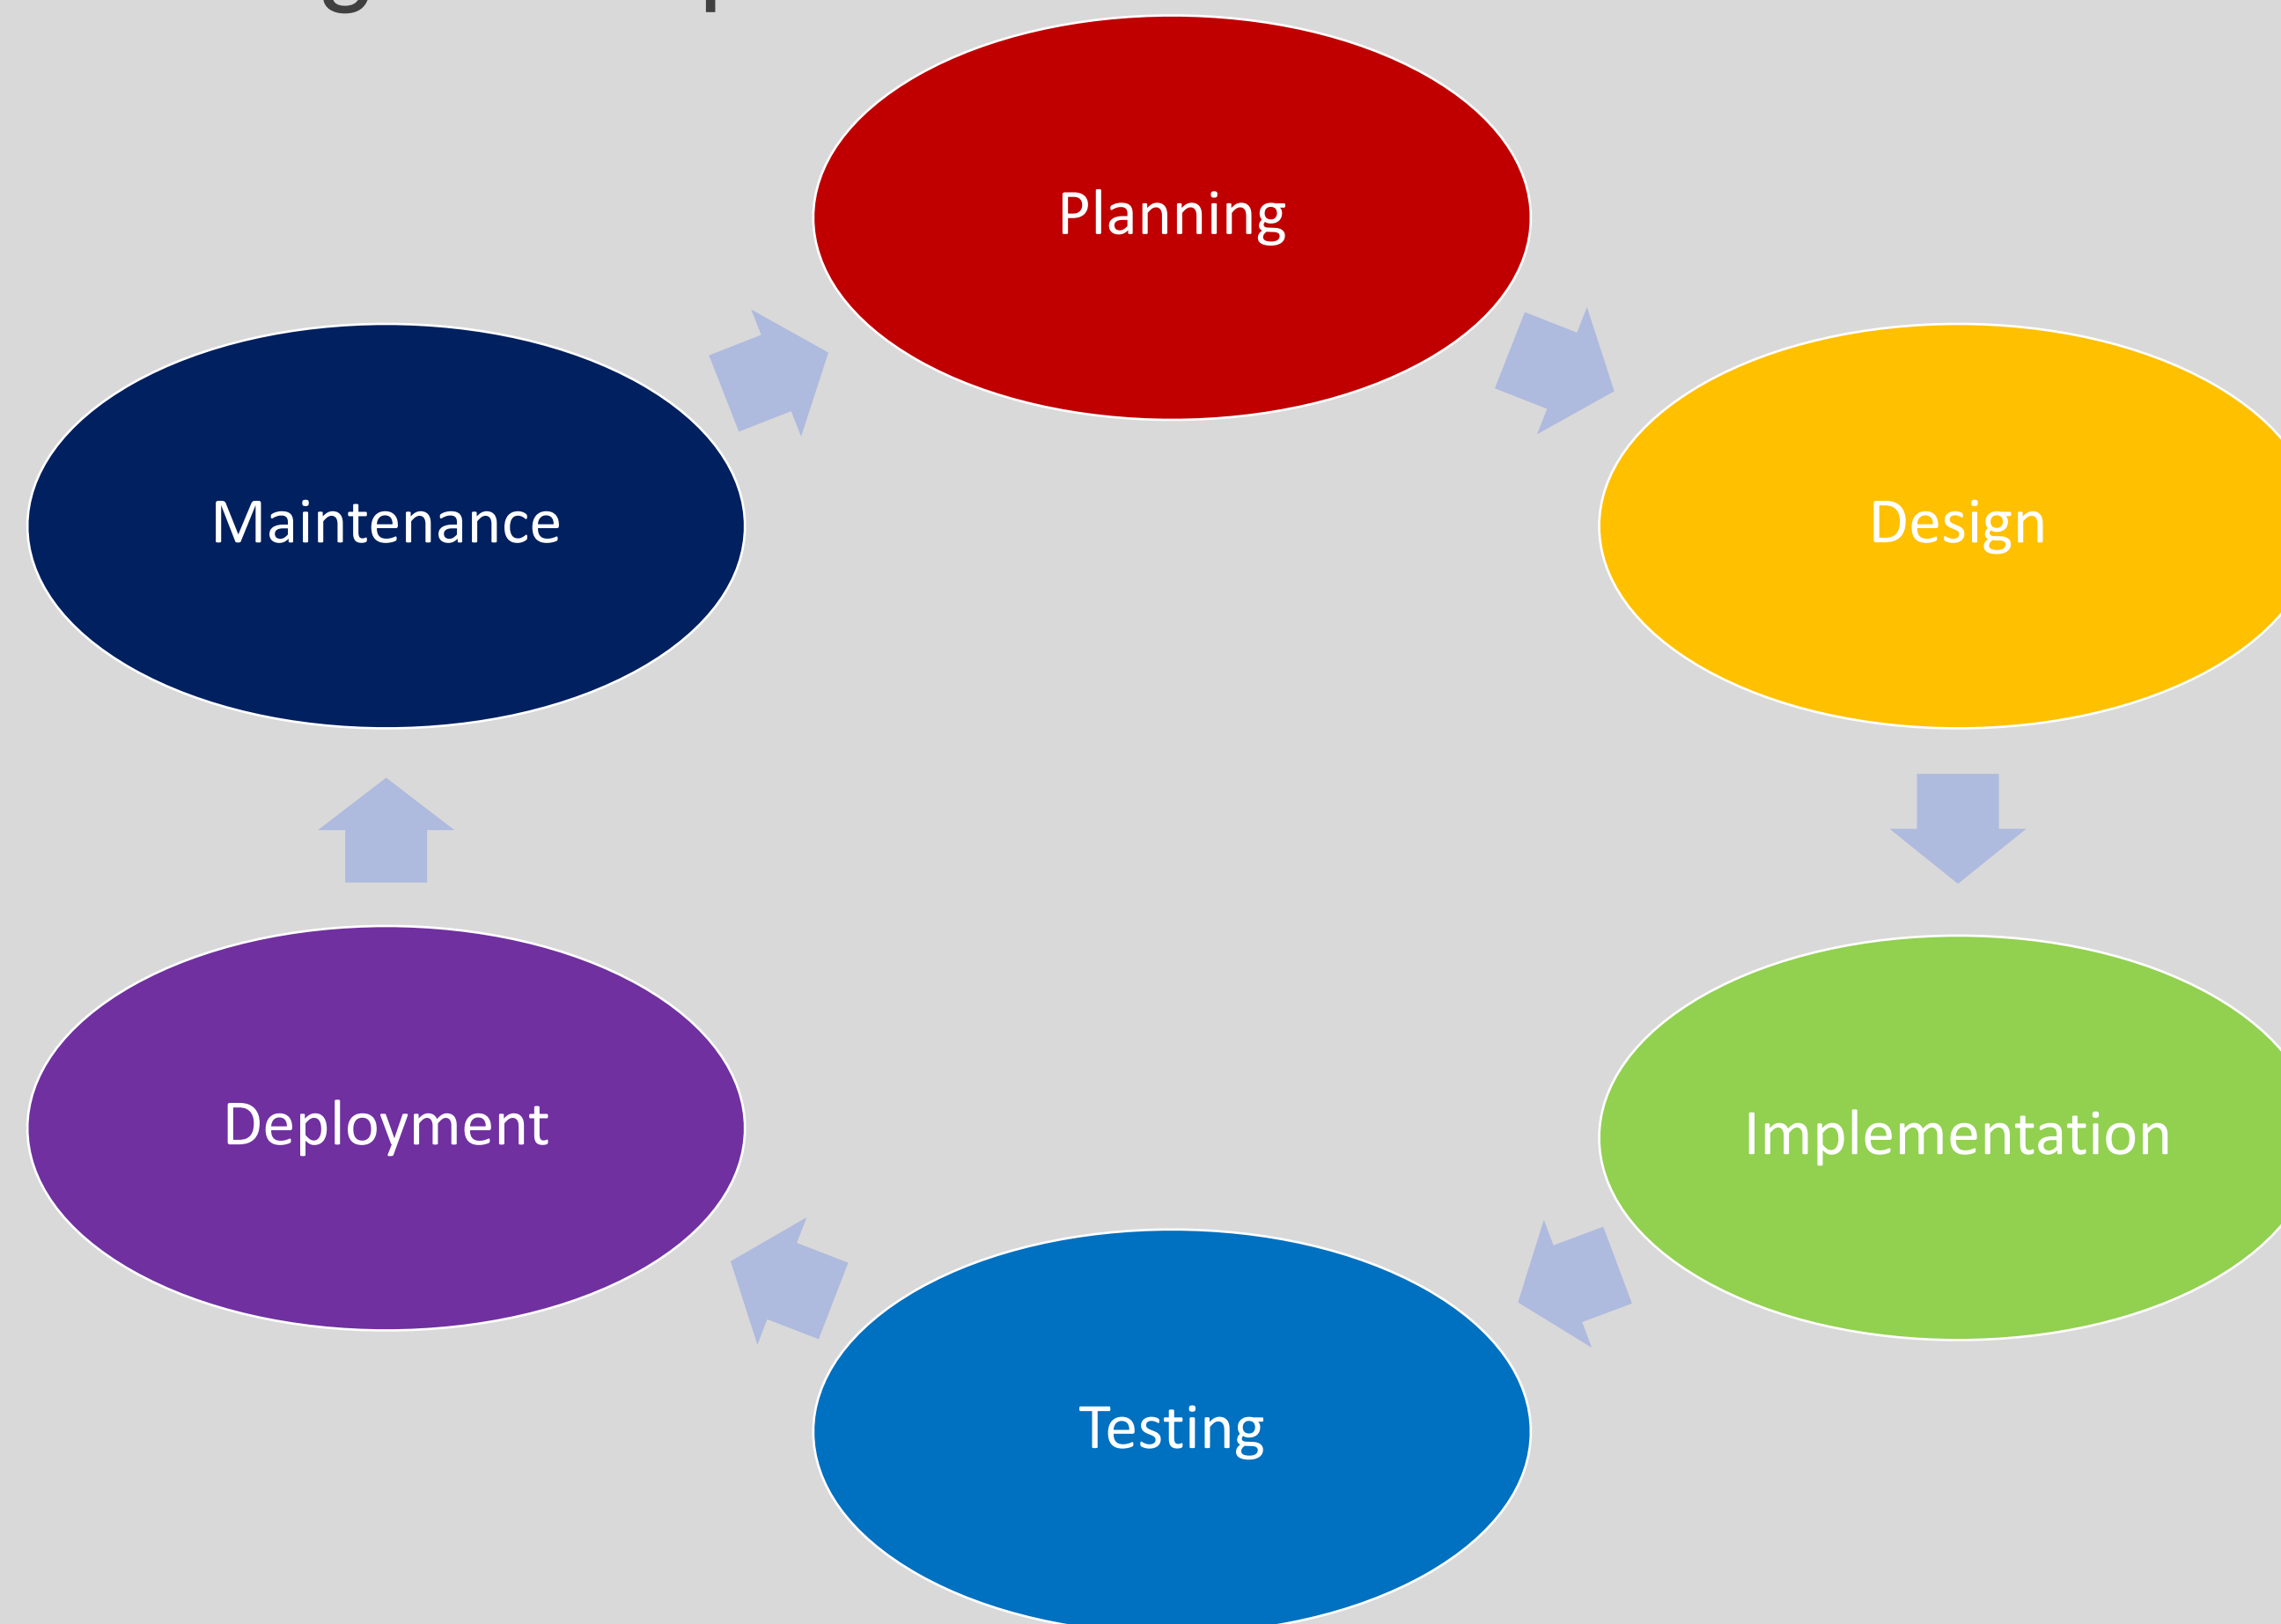 Planning
Design
Implementation
Testing
Deployment
Maintenance